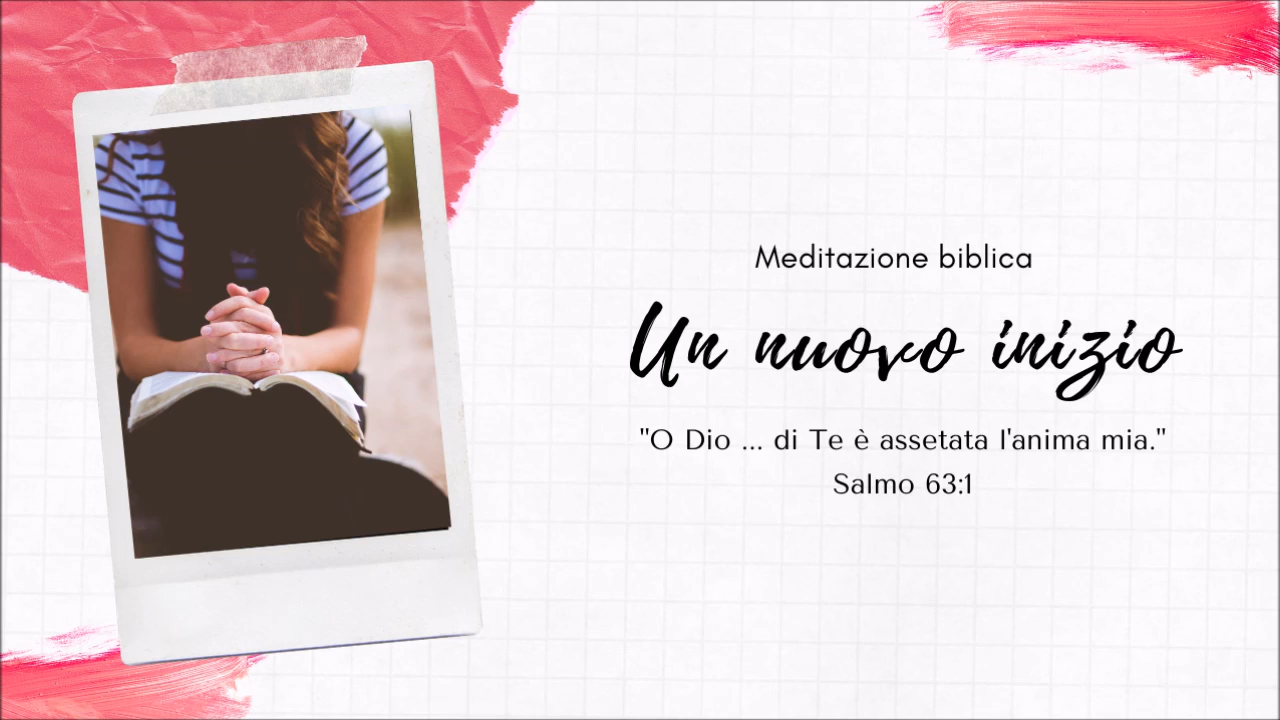 Meditazione biblica
Un nuovo inizio
"O Dio ... di Te è assetata l'anima mia."
Salmo 63:1